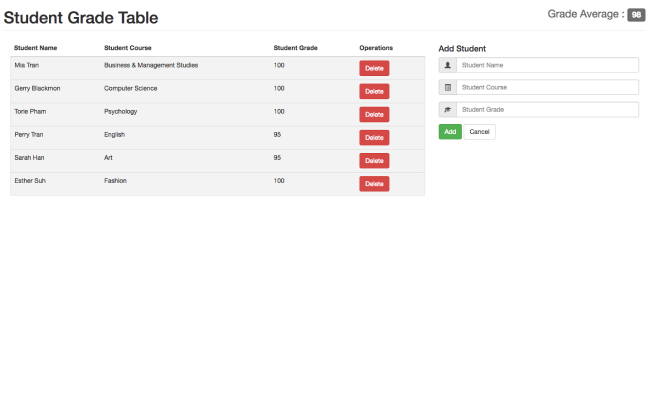 Student Grade Table
Grade Average : 98
Student Name Student Course Student Grade Operations
Mia Tran Business & Management Studies 100 Delete
Gerry Blackmon Computer Science 100 Delete
Torie Pham Psychology 100 Delete
Perry Tran English 95 Delete
Sarah Han Art 95 Delete
Esther Suh Fashion 100 Delete
Add Student
Student Name
Student Course
Student Grade
Add Cancel